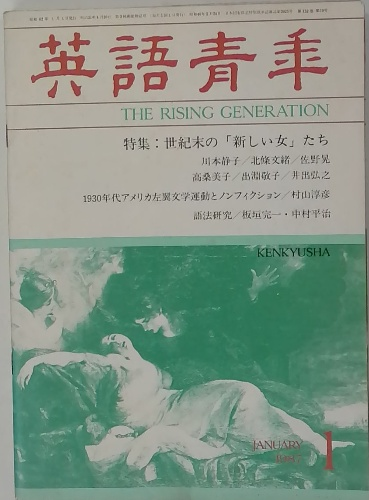 英語青年
THE RISING GENERATION
特集：世紀末の「新しい女」たち
川本静子／北條文緒／佐野晃
高桑美子／出淵敬子／井出弘之
1930年代アメリカ左翼文学運動とノンフィクション／村山淳彦
語法研究／板垣完一・中村平治
KENKYUSHA
JANUARY
1